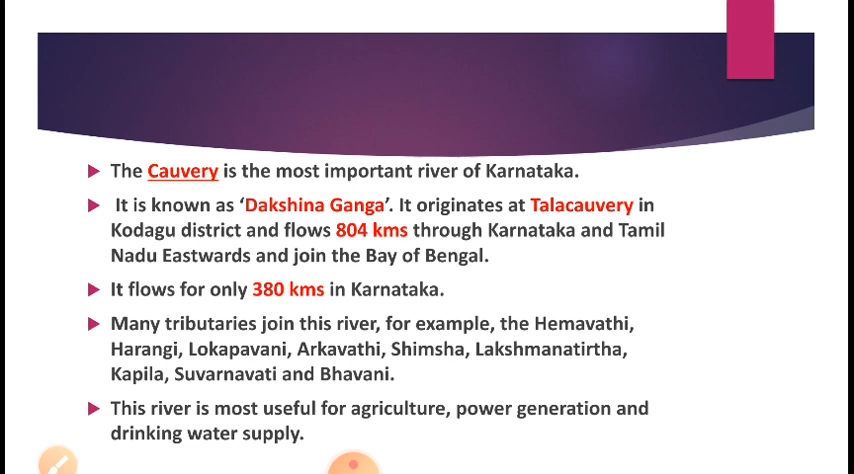 The Cauvery is the most important river of Karnataka.
It is known as ‘Dakshina Ganga’. It originates at Talacauvery in
Kodagu district and flows 804 kms through Karnataka and Tamil
Nadu Eastwards and join the Bay of Bengal.
It flows for only 380 kms in Karnataka.
Many tributaries join this river, for example, the Hemavathi,
Harangi, Lokapavani, Arkavathi, Shimsha, Lakshmanatirtha,
Kapila, Suvarnavati and Bhavani.
This river is most useful for agriculture, power generation and
drinking water supply.